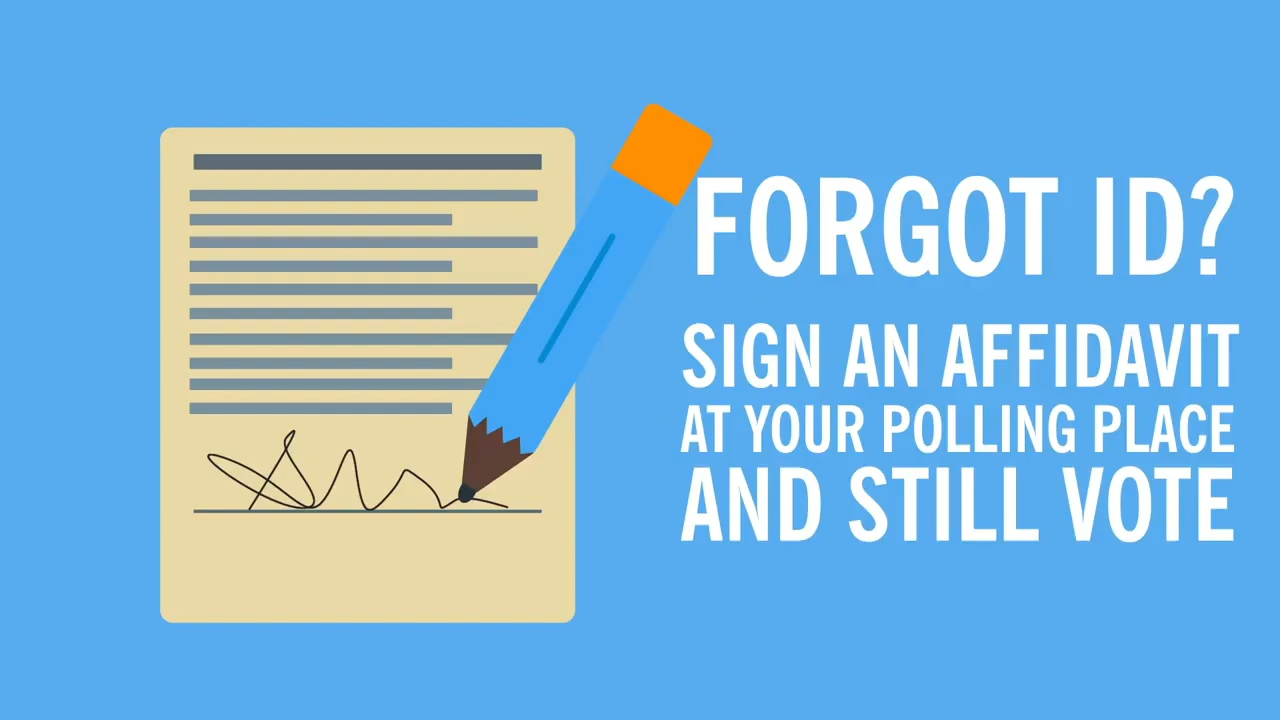 FORGOT ID?
SIGN AN AFFIDAVIT
AT YOUR POLLING PLACE
AND STILL VOTE